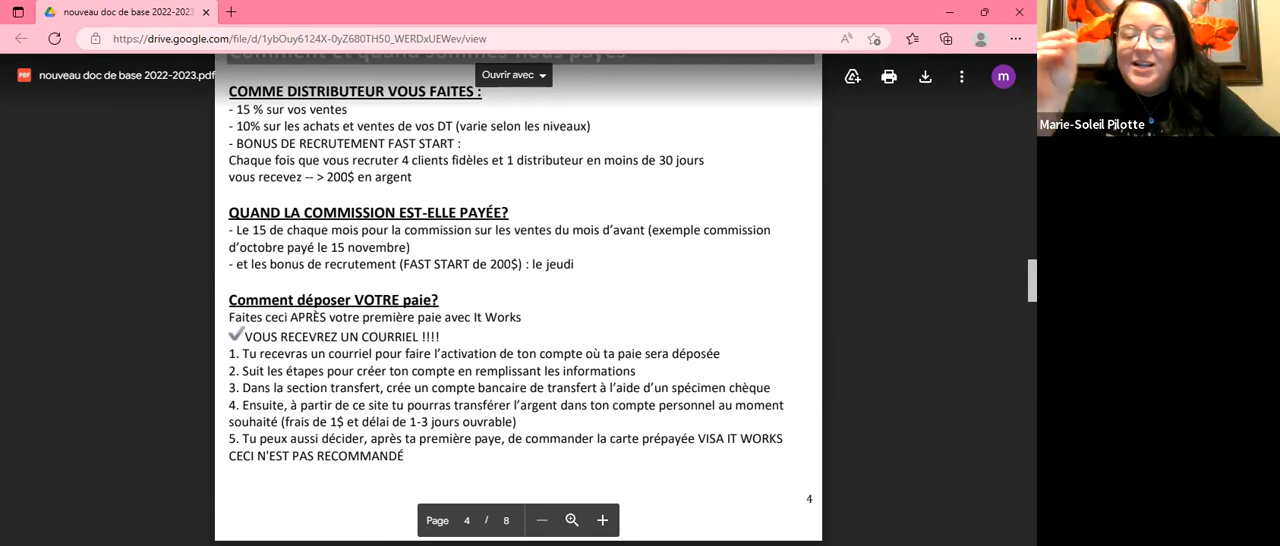 nouveau doc de base 2022-2023
https://drive.google.com/file/d/1ybOuy6124X-0yZ680TH50_WERDxUEWev/view
PDF nouveau doc de base 2022-2023.pdf
Comment et quand sommes-nous payés
Ouvrir avec
m
Marie-Soleil Pilotte
COMME DISTRIBUTEUR VOUS FAITES :
- 15 % sur vos ventes
- 10% sur les achats et ventes de vos DT (varie selon les niveaux)
- BONUS DE RECRUTEMENT FAST START :
Chaque fois que vous recruter 4 clients fidèles et 1 distributeur en moins de 30 jours
vous recevez -- > 200$ en argent
QUAND LA COMMISSION EST-ELLE PAYÉE?
- Le 15 de chaque mois pour la commission sur les ventes du mois d'avant (exemple commission
d'octobre payé le 15 novembre)
- et les bonus de recrutement (FAST START de 200$) : le jeudi
Comment déposer VOTRE paie?
Faites ceci APRÈS votre première paie avec It Works
VOUS RECEVREZ UN COURRIEL !!!!
1. Tu recevras un courriel pour faire l'activation de ton compte où ta paie sera déposée
2. Suit les étapes pour créer ton compte en remplissant les informations
3. Dans la section transfert, crée un compte bancaire de transfert à l'aide d'un spécimen chèque
4. Ensuite, à partir de ce site tu pourras transférer l'argent dans ton compte personnel au moment
souhaité (frais de 1$ et délai de 1-3 jours ouvrable)
5. Tu peux aussi décider, après ta première paye, de commander la carte prépayée VISA IT WORKS
CECI N'EST PAS RECOMMANDÉ
4
Page 4 / 8